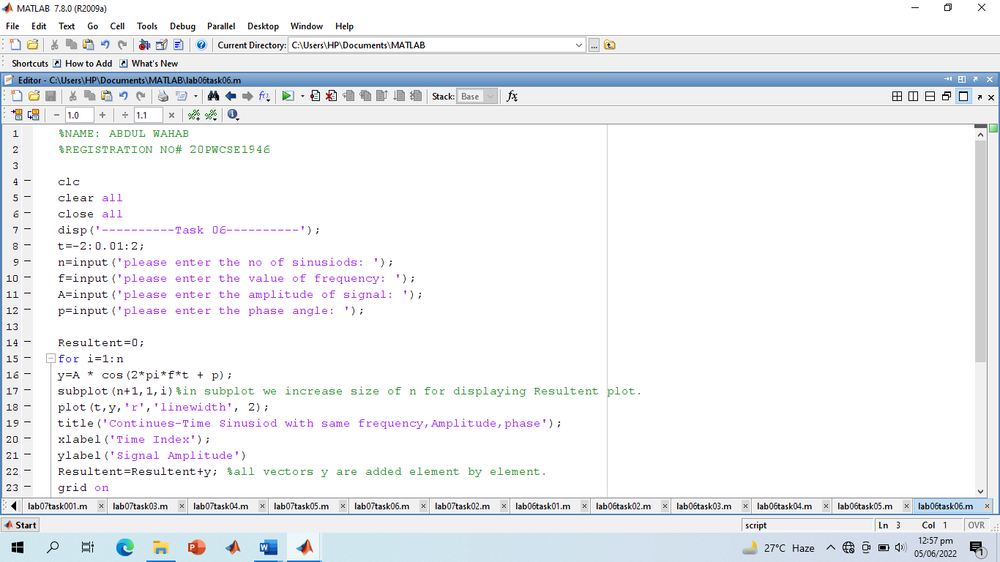 MATLAB 7.8.0 (R2009a)
File Edit Text Go Cell Tools Debug Parallel Desktop Window Help
Current Directory: C:\Users\HP\Documents\MATLAB ...
Shortcuts How to Add What's New
Editor - C:\Users\HP\Documents\MATLAB\lab06task06.m
Stack: Base fx
- 1.0 + ÷ 1.1 ×
1 %NAME: ABDUL WAHAB
2 %REGISTRATION NO# 20PWCSE1946
3
4 clc
5 clear all
6 close all
7 disp('----------Task 06----------');
8 t=-2:0.01:2;
9 n=input('please enter the no of sinusiods: ');
10 f=input('please enter the value of frequency: ');
11 A=input('please enter the amplitude of signal: ');
12 p=input('please enter the phase angle: ');
13
14 Resultent=0;
15 for i=1:n
16 y=A * cos(2*pi*f*t + p);
17 subplot(n+1,1,i)%in subplot we increase size of n for displaying Resultent plot.
18 plot(t,y,'r','linewidth', 2);
19 title('Continues-Time Sinusiod with same frequency,Amplitude,phase');
20 xlabel('Time Index');
21 ylabel('Signal Amplitude')
22 Resultent=Resultent+y; %all vectors y are added element by element.
23 grid on
lab07task001.m lab07task03.m lab07task04.m lab07task05.m lab07task06.m lab07task02.m lab06task01.m lab06task02.m lab06task03.m lab06task04.m lab06task05.m lab06task06.m
Start script Ln 3 Col 1 OVR
27°C Haze 12:57 pm
05/06/2022 1